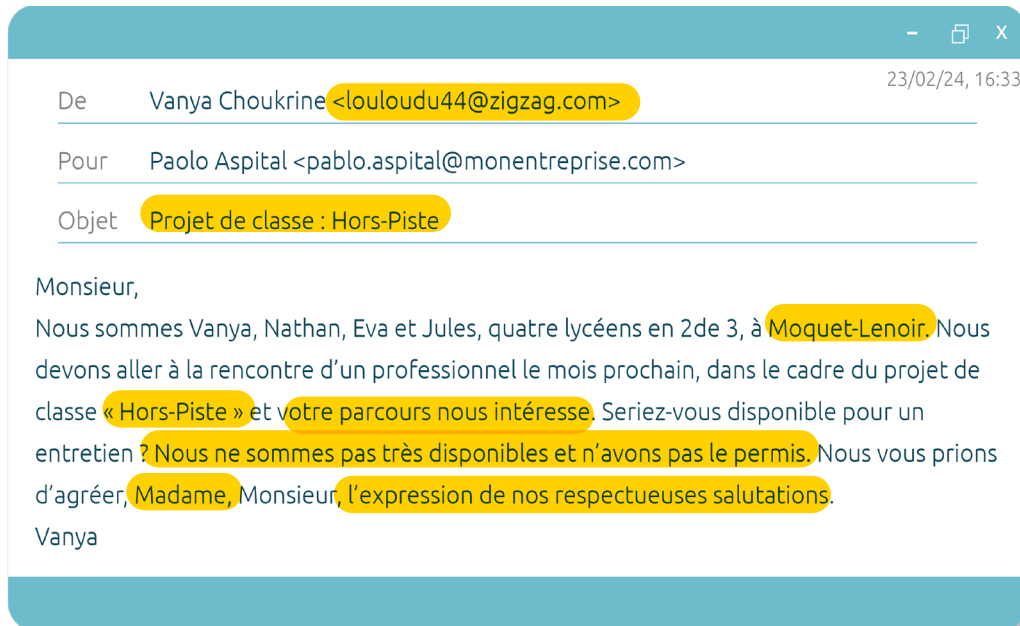 – X
23/02/24, 16:33
De Vanya Choukrine <louloudu44@zigzag.com>
Pour Paolo Aspital <pablo.aspital@monentreprise.com>
Objet Projet de classe : Hors-Piste
Monsieur,
Nous sommes Vanya, Nathan, Eva et Jules, quatre lycéens en 2de 3, à Moquet-Lenoir. Nous
devons aller à la rencontre d’un professionnel le mois prochain, dans le cadre du projet de
classe « Hors-Piste » et votre parcours nous intéresse. Seriez-vous disponible pour un
entretien ? Nous ne sommes pas très disponibles et n’avons pas le permis. Nous vous prions
d’agréer, Madame, Monsieur, l’expression de nos respectueuses salutations.
Vanya